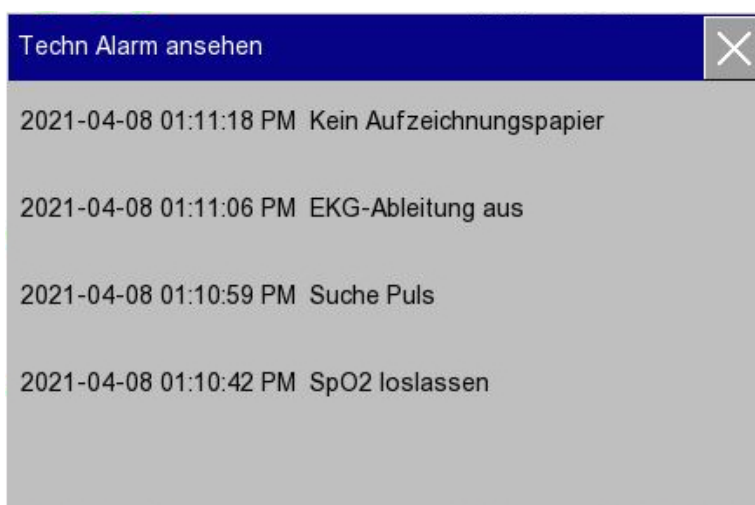 Techn Alarm ansehen
2021-04-08 01:11:18 PM Kein Aufzeichnungspapier
2021-04-08 01:11:06 PM EKG-Ableitung aus
2021-04-08 01:10:59 PM Suche Puls
2021-04-08 01:10:42 PM SpO2 loslassen